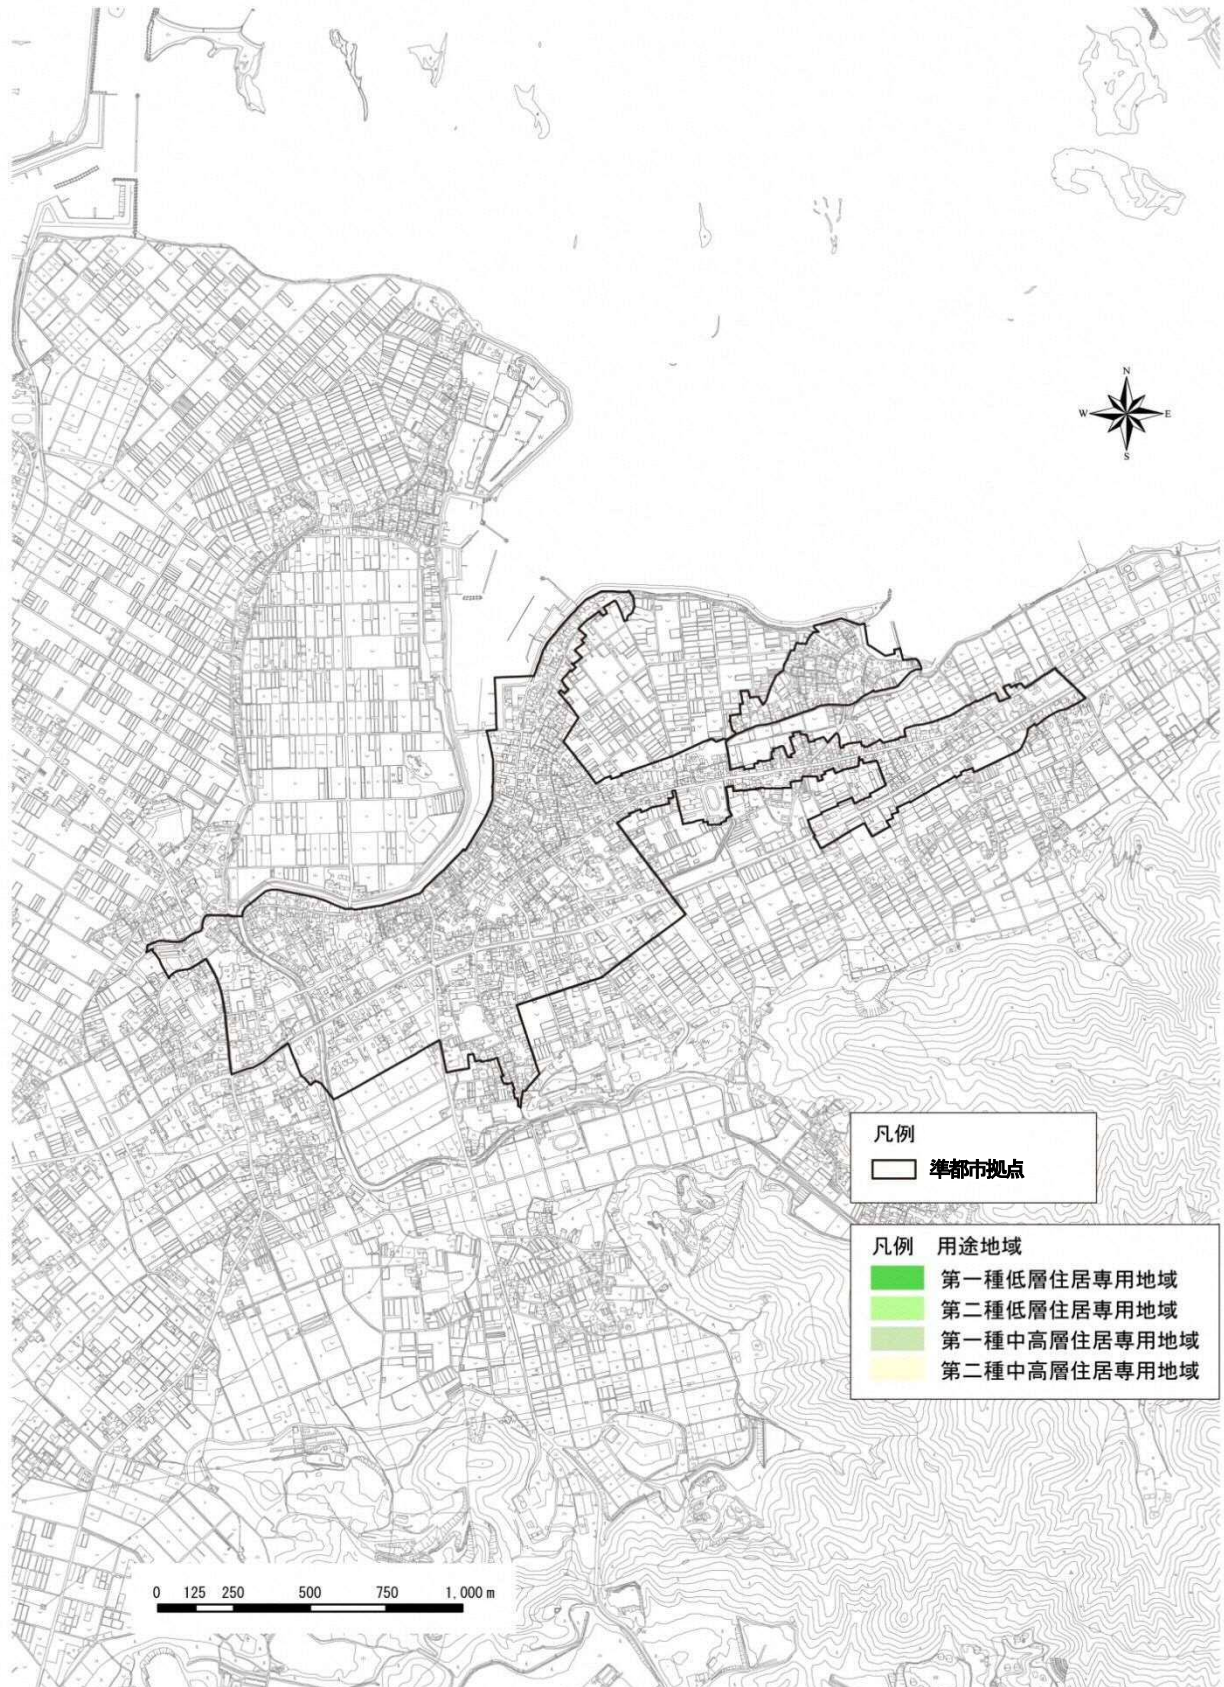 N
W E
S
凡例
準都市拠点
凡例 用途地域
第一種低層住居専用地域
第二種低層住居専用地域
第一種中高層住居専用地域
第二種中高層住居専用地域
0 125 250 500 750 1,000 m